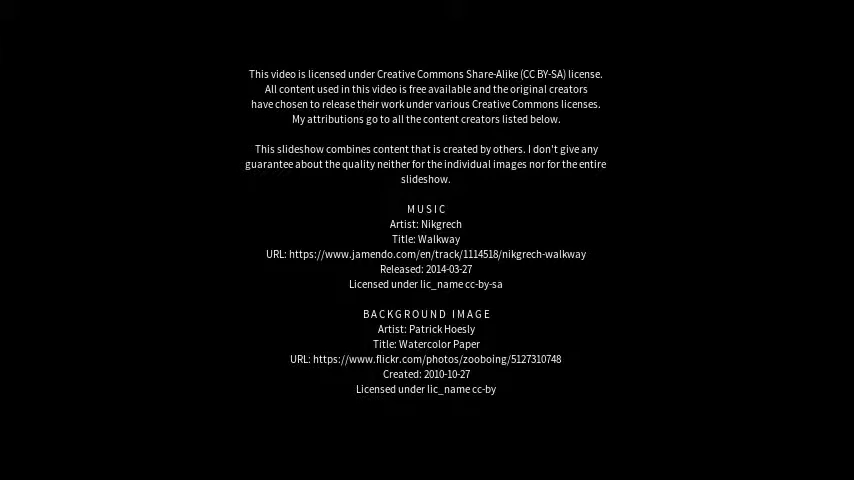 This video is licensed under Creative Commons Share-Alike (CC BY-SA) license.
All content used in this video is free available and the original creators
have chosen to release their work under various Creative Commons licenses.
My attributions go to all the content creators listed below.
This slideshow combines content that is created by others. I don't give any
guarantee about the quality neither for the individual images nor for the entire
slideshow.
MUSIC
Artist: Nikgrech
Title: Walkway
URL: https://www.jamendo.com/en/track/1114518/nikgrech-walkway
Released: 2014-03-27
Licensed under lic_name cc-by-sa
BACKGROUND IMAGE
Artist: Patrick Hoesly
Title: Watercolor Paper
URL: https://www.flickr.com/photos/zooboing/5127310748
Created: 2010-10-27
Licensed under lic_name cc-by